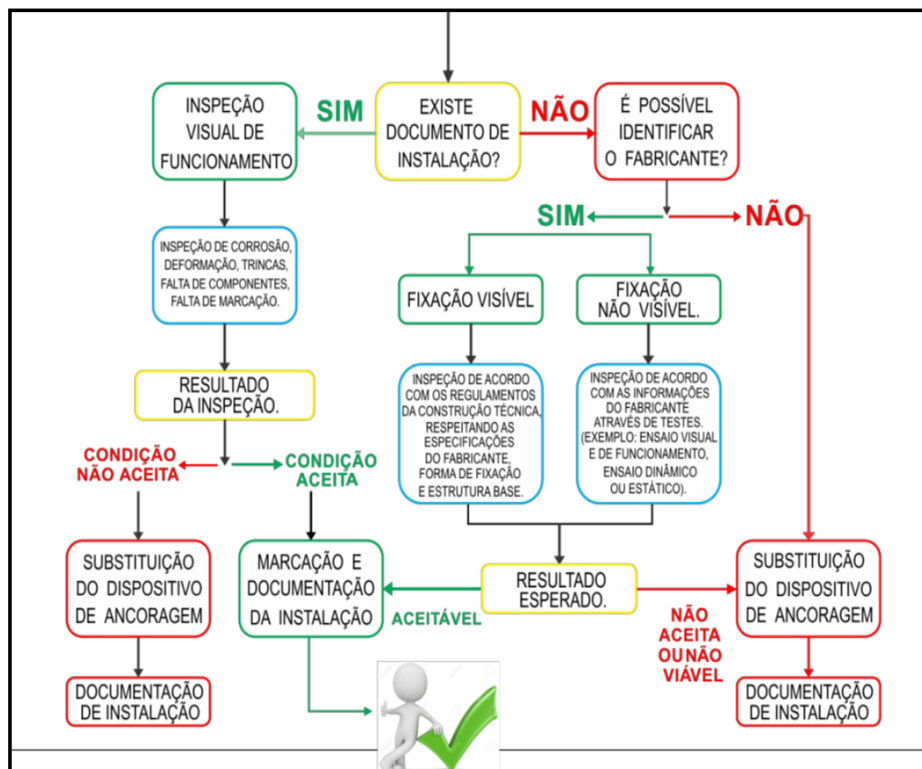 INSPEÇÃO
VISUAL DE
FUNCIONAMENTO
SIM
EXISTE
DOCUMENTO DE
INSTALAÇÃO?
NÃO
É POSSÍVEL
IDENTIFICAR
O FABRICANTE?
SIM
NÃO
INSPEÇÃO DE CORROSÃO,
DEFORMAÇÃO, TRINCAS,
FALTA DE COMPONENTES,
FALTA DE MARCAÇÃO.
FIXAÇÃO VISÍVEL
FIXAÇÃO
NÃO VISÍVEL.
RESULTADO
DA INSPEÇÃO.
INSPEÇÃO DE ACORDO
COM OS REGULAMENTOS
DA CONSTRUÇÃO TÉCNICA,
RESPEITANDO AS
ESPECIFICAÇÕES
DO FABRICANTE,
FORMA DE FIXAÇÃO
E ESTRUTURA BASE.
INSPEÇÃO DE ACORDO
COM AS INFORMAÇÕES
DO FABRICANTE
ATRAVÉS DE TESTES.
(EXEMPLO: ENSAIO VISUAL
E DE FUNCIONAMENTO,
ENSAIO DINÂMICO
OU ESTÁTICO).
CONDIÇÃO
NÃO ACEITA
CONDIÇÃO
ACEITA
SUBSTITUIÇÃO
DO DISPOSITIVO
DE ANCORAGEM
MARCAÇÃO E
DOCUMENTAÇÃO
DA INSTALAÇÃO
ACEITÁVEL
RESULTADO
ESPERADO.
NÃO
ACEITA
OU NÃO
VIÁVEL
SUBSTITUIÇÃO
DO DISPOSITIVO
DE ANCORAGEM
DOCUMENTAÇÃO
DE INSTALAÇÃO
DOCUMENTAÇÃO
DE INSTALAÇÃO